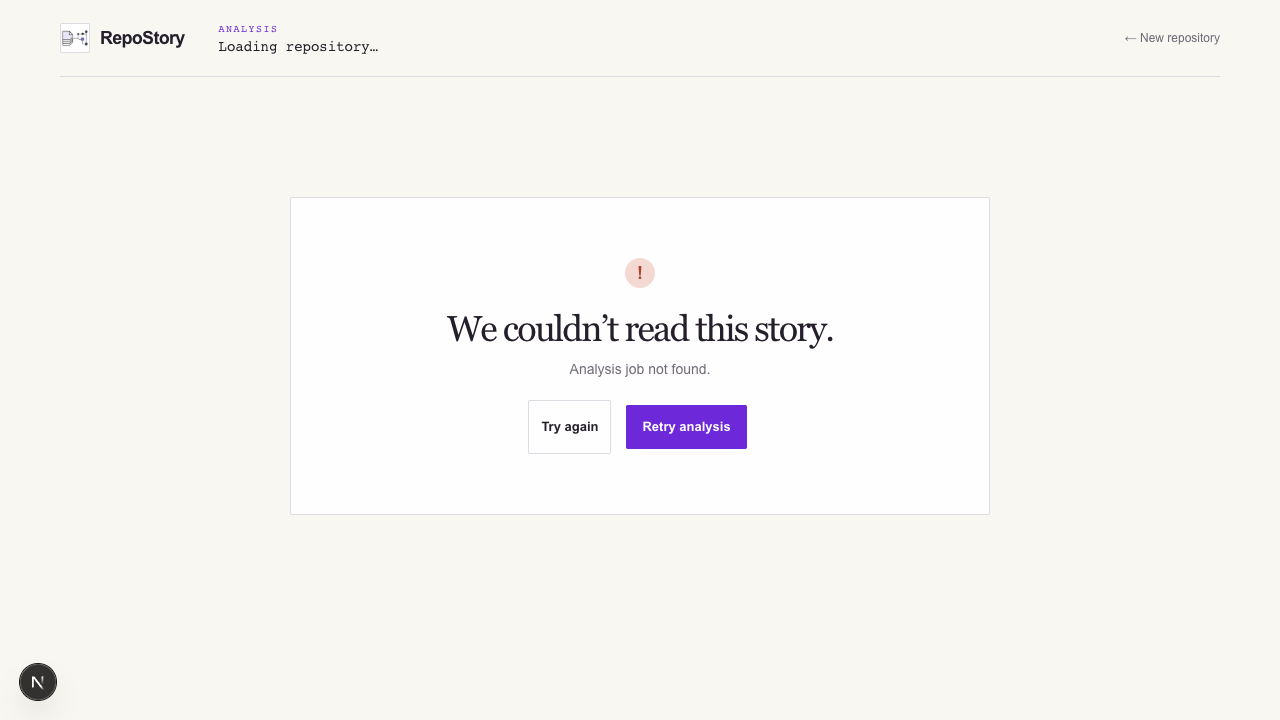 RepoStory
ANALYSIS
Loading repository…
← New repository
!
We couldn’t read this story.
Analysis job not found.
Try again
Retry analysis
N